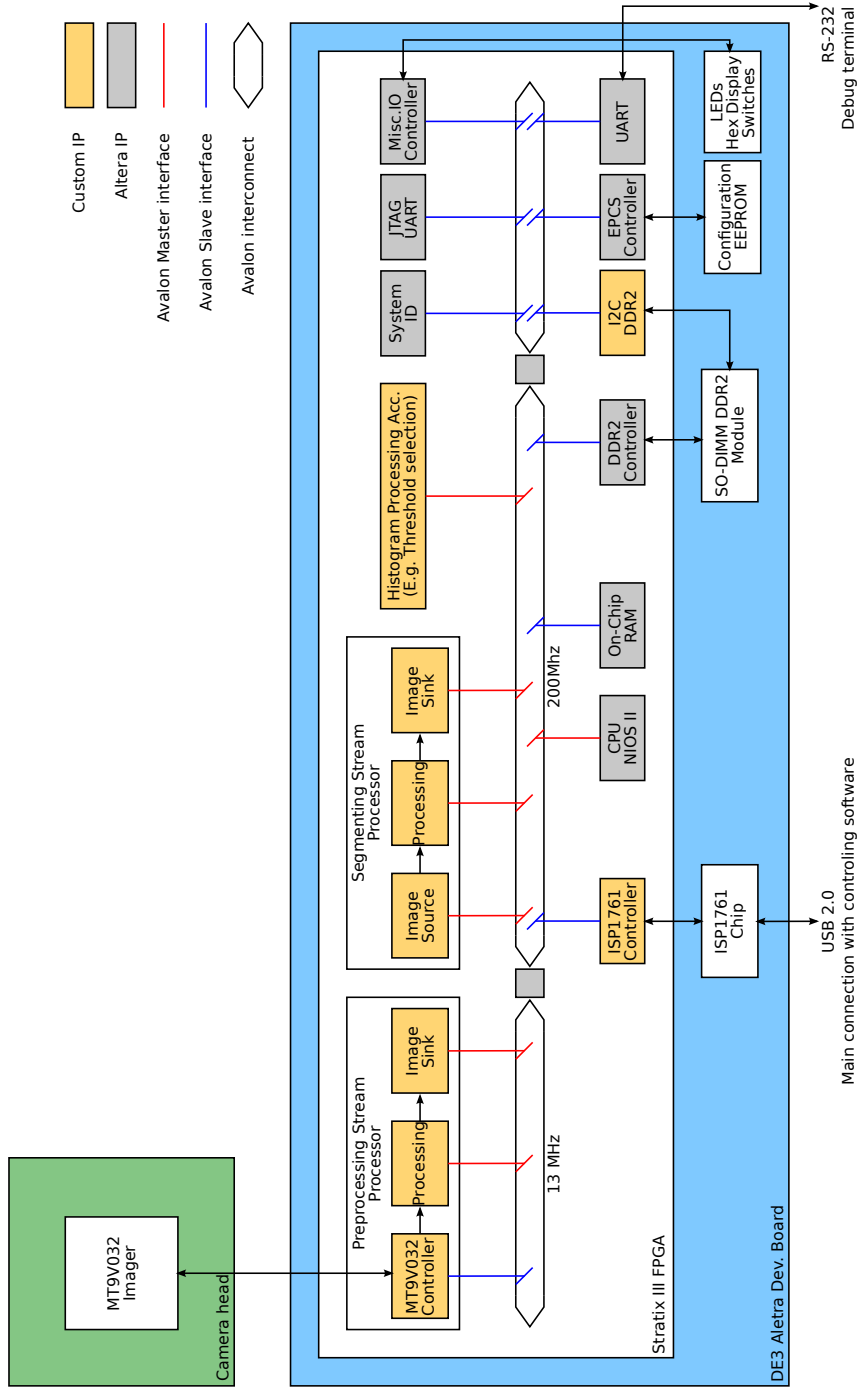 MT9V032
Imager
Camera head
Custom IP
Altera IP
Avalon Master interface
Avalon Slave interface
Avalon interconnect
Preprocessing Stream
Processor
MT9V032
Controller
Processing
Image
Sink
Segmenting Stream
Processor
Image
Source
Processing
Image
Sink
Histogram Processing Acc.
(E.g. Threshold selection)
System
ID
JTAG
UART
Misc.IO
Controller
13 MHz
200Mhz
ISP1761
Controller
CPU
NIOS II
On-Chip
RAM
DDR2
Controller
I2C
DDR2
EPCS
Controller
UART
Stratix III FPGA
ISP1761
Chip
SO-DIMM DDR2
Module
Configuration
EEPROM
LEDs
Hex Display
Switches
DE3 Aletra Dev. Board
USB 2.0
Main connection with controling software
RS-232
Debug terminal